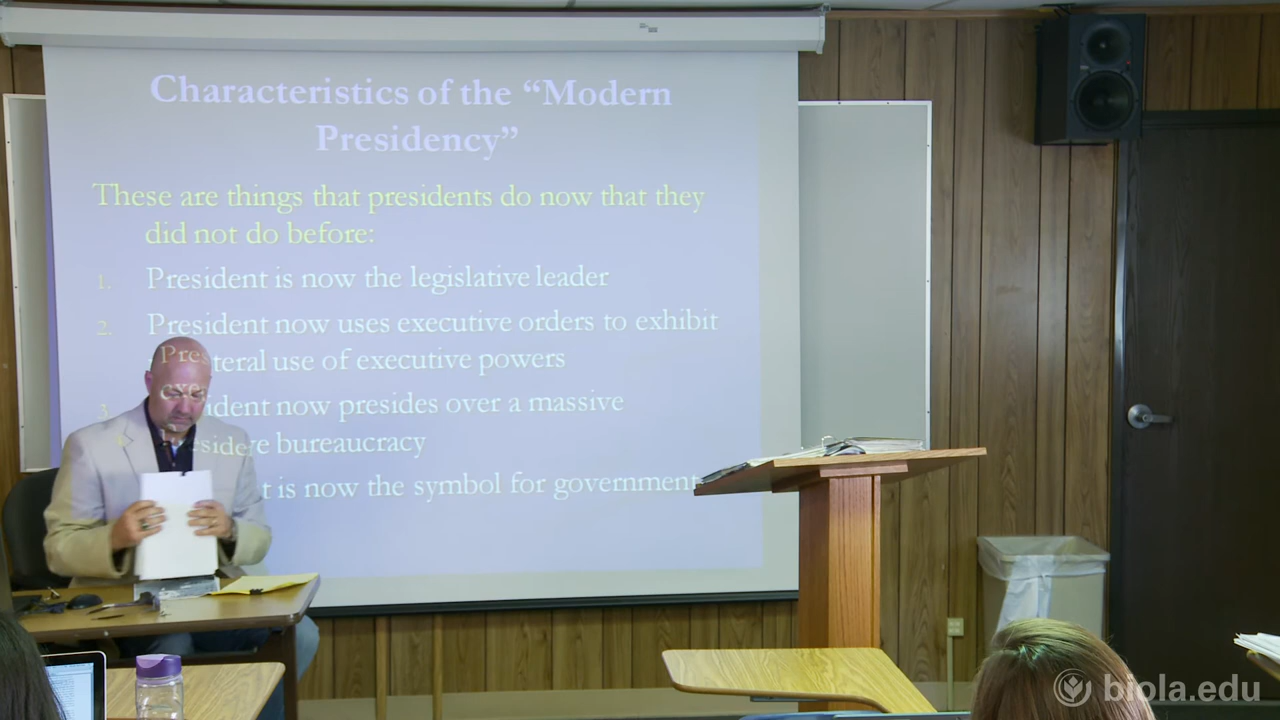 Characteristics of the “Modern
Presidency”
These are things that presidents do now that they
did not do before:
1. President is now the legislative leader
2. President now uses executive orders to exhibit
teral use of executive powers
3. ident now presides over a massive
bureaucracy
t is now the symbol for government
biola.edu